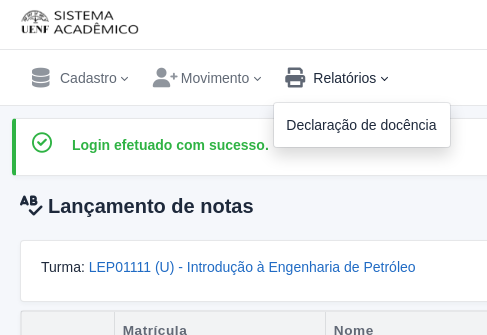 SISTEMA
UENF ACADÊMICO
Cadastro Movimento Relatórios
Declaração de docência
Login efetuado com sucesso.
AB Lançamento de notas
Turma: LEP01111 (U) - Introdução à Engenharia de Petróleo
Matrícula Nome